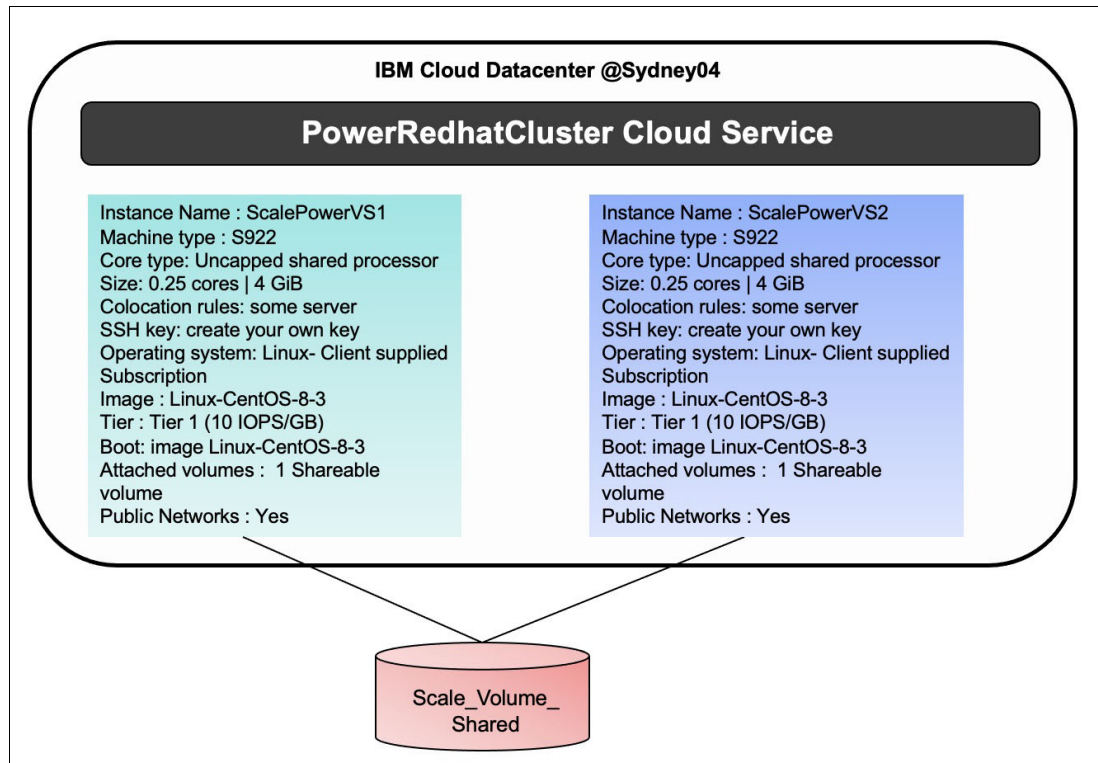 IBM Cloud Datacenter @Sydney04
PowerRedhatCluster Cloud Service
Instance Name : ScalePowerVS1
Machine type : S922
Core type: Uncapped shared processor
Size: 0.25 cores | 4 GiB
Colocation rules: some server
SSH key: create your own key
Operating system: Linux- Client supplied
Subscription
Image : Linux-CentOS-8-3
Tier : Tier 1 (10 IOPS/GB)
Boot: image Linux-CentOS-8-3
Attached volumes :  1 Shareable
volume
Public Networks : Yes
Instance Name : ScalePowerVS2
Machine type : S922
Core type: Uncapped shared processor
Size: 0.25 cores | 4 GiB
Colocation rules: some server
SSH key: create your own key
Operating system: Linux- Client supplied
Subscription
Image : Linux-CentOS-8-3
Tier : Tier 1 (10 IOPS/GB)
Boot: image Linux-CentOS-8-3
Attached volumes :  1 Shareable
volume
Public Networks : Yes
Scale_Volume_
Shared